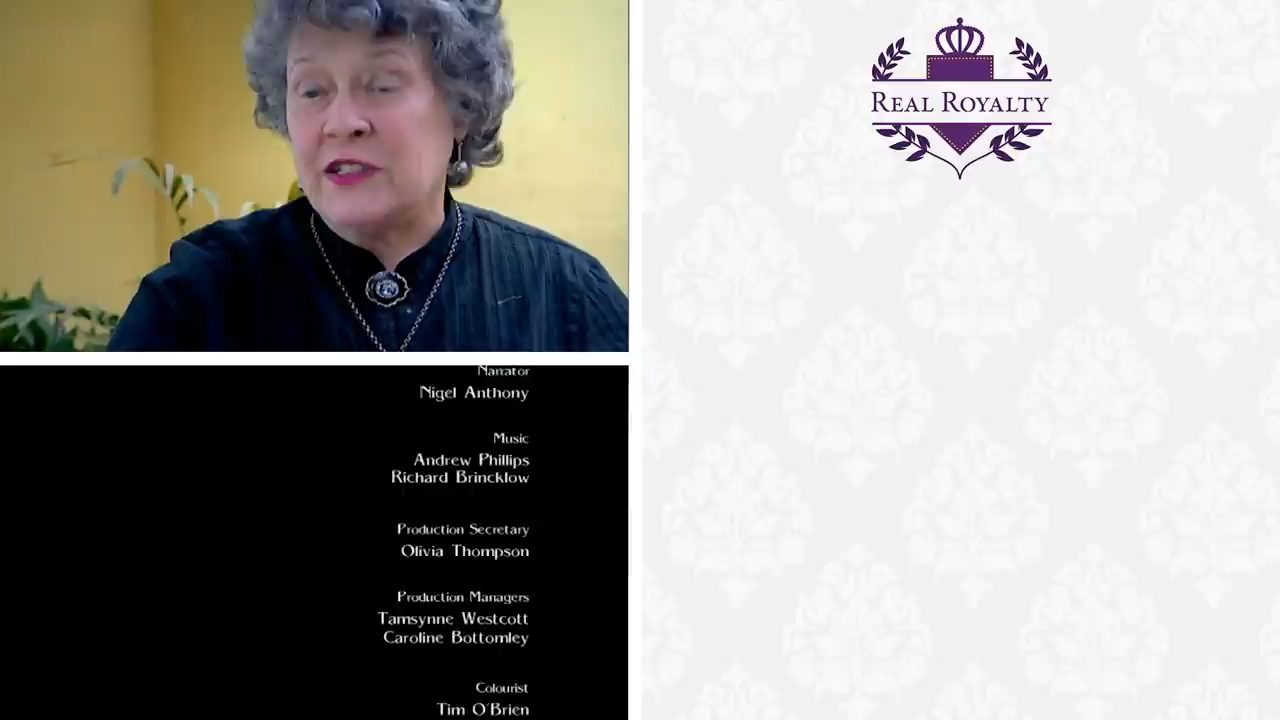 REAL ROYALTY
Narrator
Nigel Anthony
Music
Andrew Phillips
Richard Brincklow
Production Secretary
Olivia Thompson
Production Managers
Tamsynne Westcott
Caroline Bottomley
Colourist
Tim O'Brien